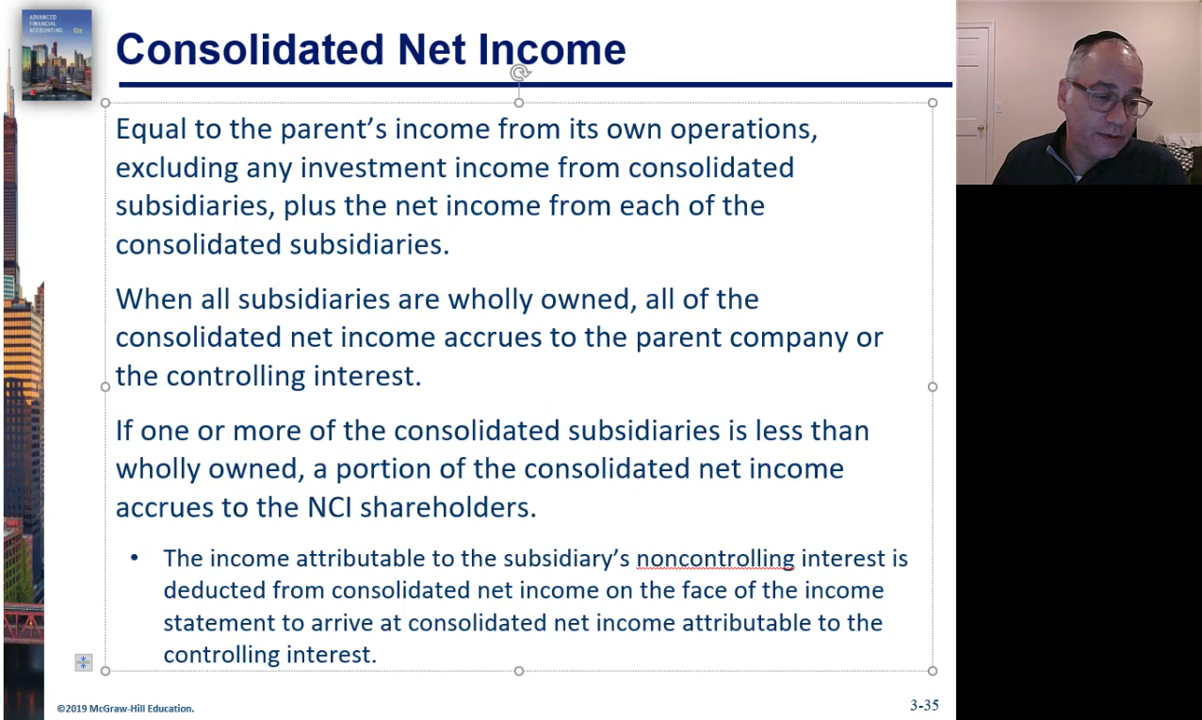 ADVANCED
FINANCIAL
ACCOUNTING
12e
Consolidated Net Income
Equal to the parent’s income from its own operations,
excluding any investment income from consolidated
subsidiaries, plus the net income from each of the
consolidated subsidiaries.
When all subsidiaries are wholly owned, all of the
consolidated net income accrues to the parent company or
the controlling interest.
If one or more of the consolidated subsidiaries is less than
wholly owned, a portion of the consolidated net income
accrues to the NCI shareholders.
• The income attributable to the subsidiary’s noncontrolling interest is
deducted from consolidated net income on the face of the income
statement to arrive at consolidated net income attributable to the
controlling interest.
©2019 McGraw-Hill Education.
3-35